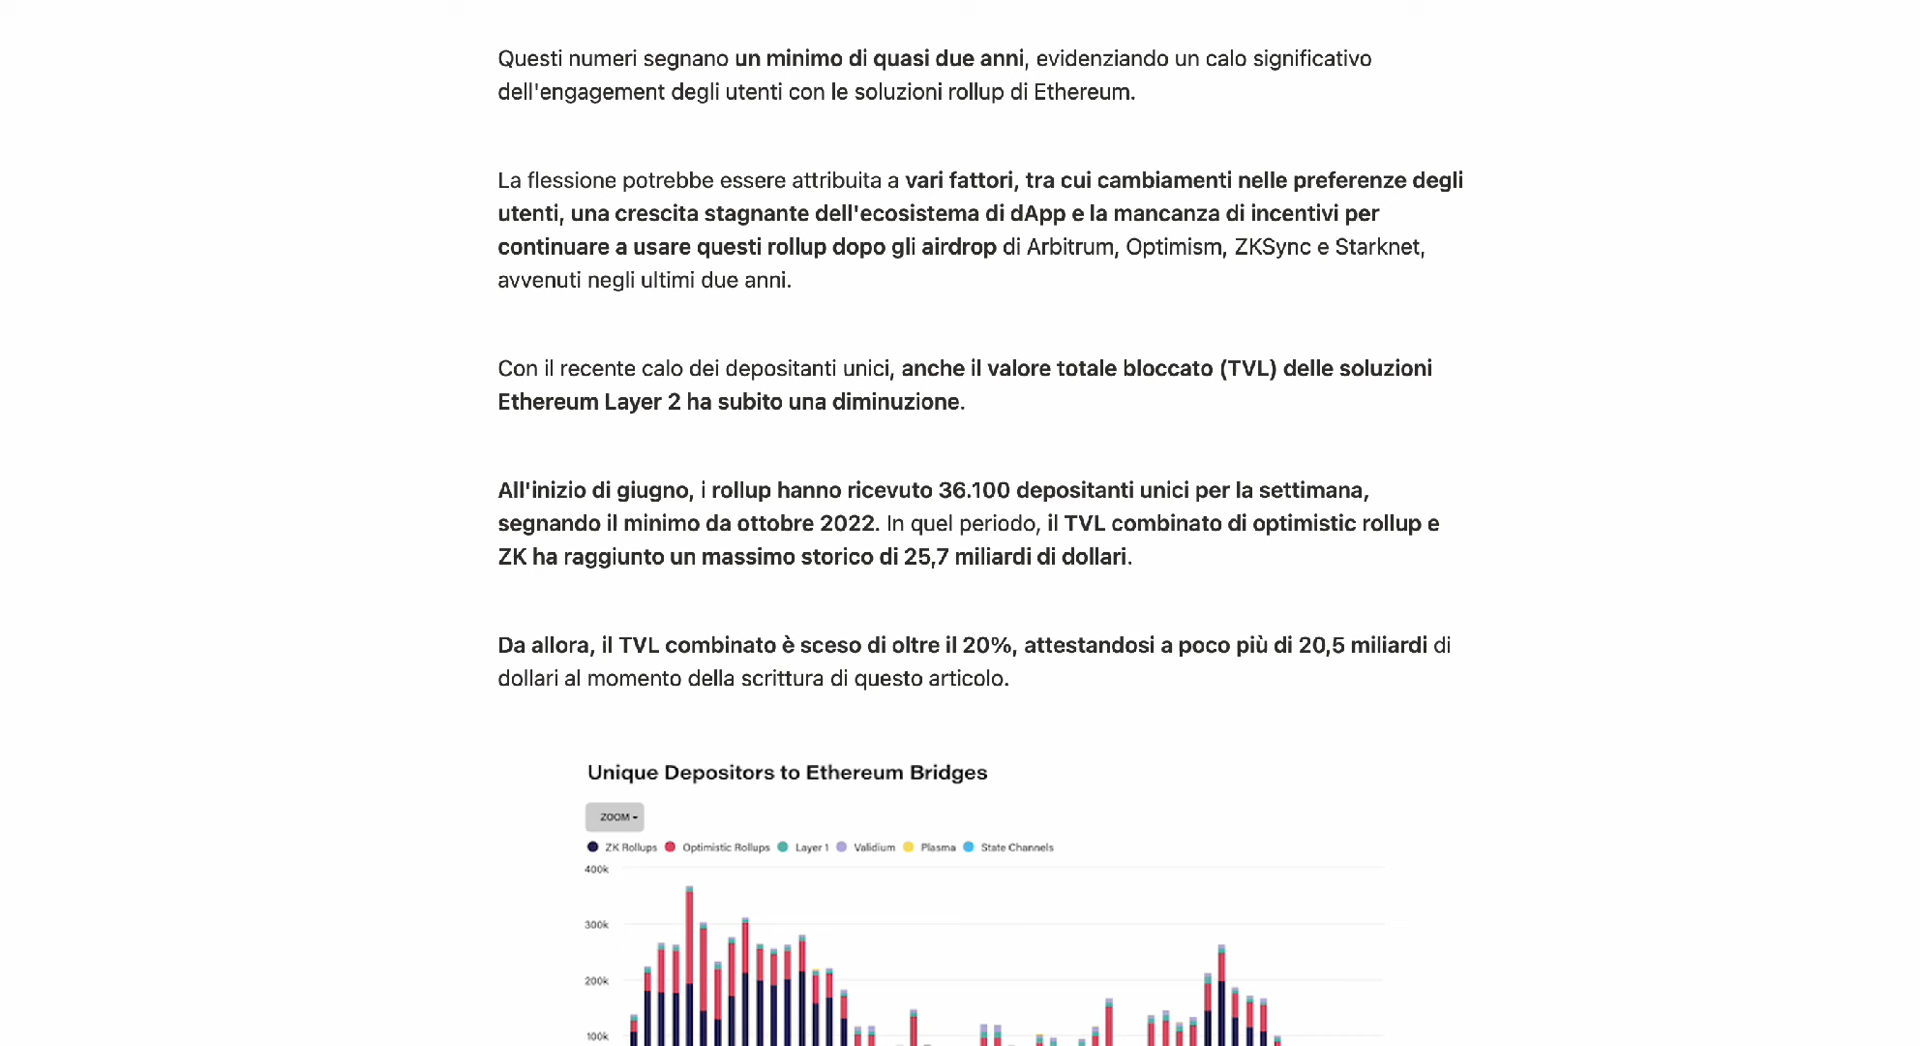 Questi numeri segnano un minimo di quasi due anni, evidenziando un calo significativo
dell'engagement degli utenti con le soluzioni rollup di Ethereum.
La flessione potrebbe essere attribuita a vari fattori, tra cui cambiamenti nelle preferenze degli
utenti, una crescita stagnante dell'ecosistema di dApp e la mancanza di incentivi per
continuare a usare questi rollup dopo gli airdrop di Arbitrum, Optimism, ZKSync e Starknet,
avvenuti negli ultimi due anni.
Con il recente calo dei depositanti unici, anche il valore totale bloccato (TVL) delle soluzioni
Ethereum Layer 2 ha subito una diminuzione.
All'inizio di giugno, i rollup hanno ricevuto 36.100 depositanti unici per la settimana,
segnando il minimo da ottobre 2022. In quel periodo, il TVL combinato di optimistic rollup e
ZK ha raggiunto un massimo storico di 25,7 miliardi di dollari.
Da allora, il TVL combinato è sceso di oltre il 20%, attestandosi a poco più di 20,5 miliardi di
dollari al momento della scrittura di questo articolo.
Unique Depositors to Ethereum Bridges
ZOOM
ZK Rollups Optimistic Rollups Layer 1 Validium Plasma State Channels
400k
300k
200k
100k